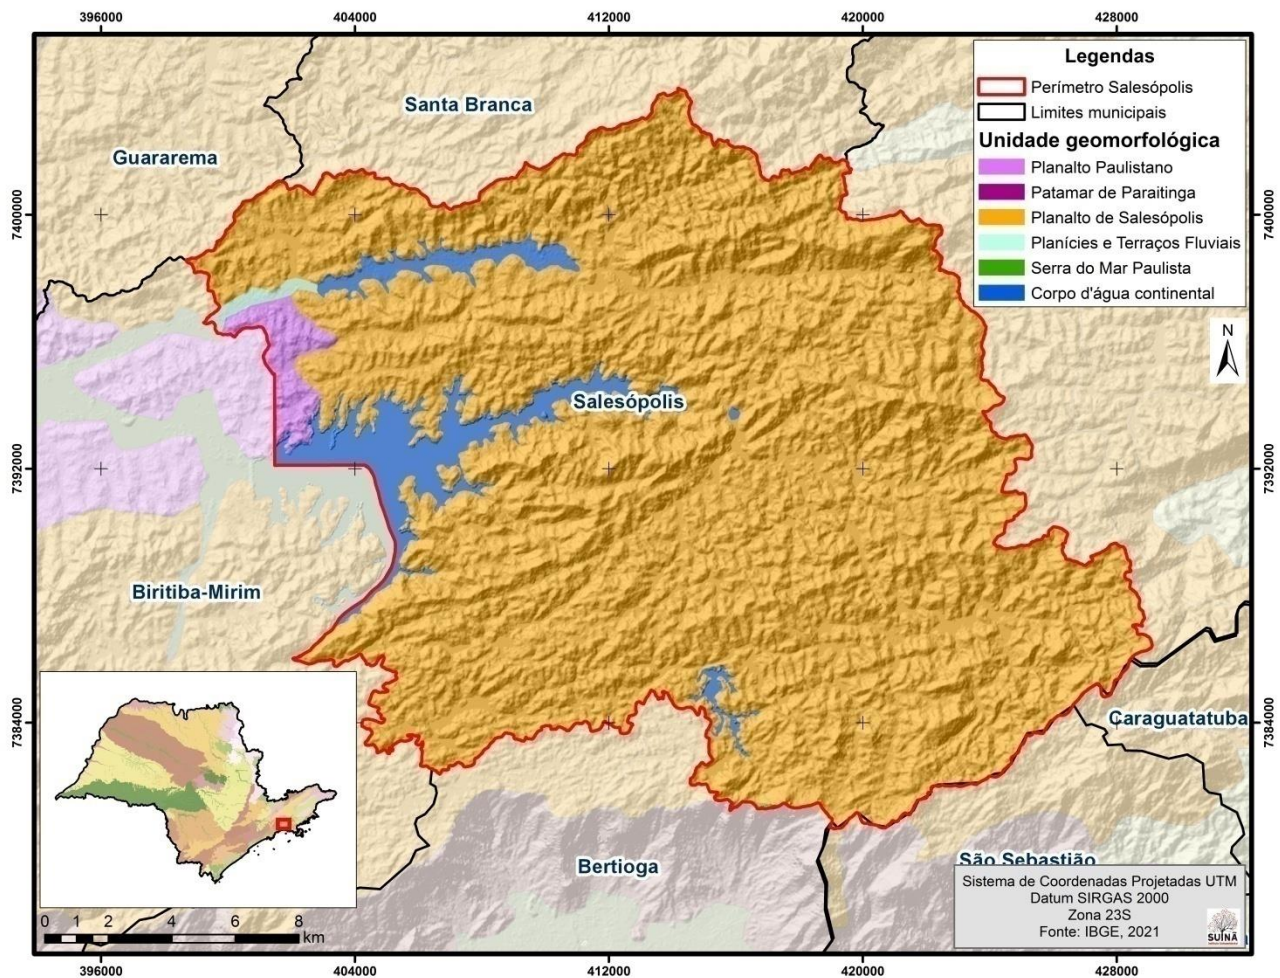 396000
404000
412000
420000
428000
Legendas
Perímetro Salesópolis
Limites municipais
Unidade geomorfológica
Planalto Paulistano
Patamar de Paraitinga
Planalto de Salesópolis
Planícies e Terraços Fluviais
Serra do Mar Paulista
Corpo d'água continental
N
Santa Branca
Guararema
7400000
7400000
Salesópolis
7392000
7392000
Biritiba-Mirim
7384000
7384000
Caraguatatuba
Bertioga
São Sebastião
Sistema de Coordenadas Projetadas UTM
Datum SIRGAS 2000
Zona 23S
Fonte: IBGE, 2021
SUINÃ
0 2 4 6 8
km
396000
404000
412000
420000
428000